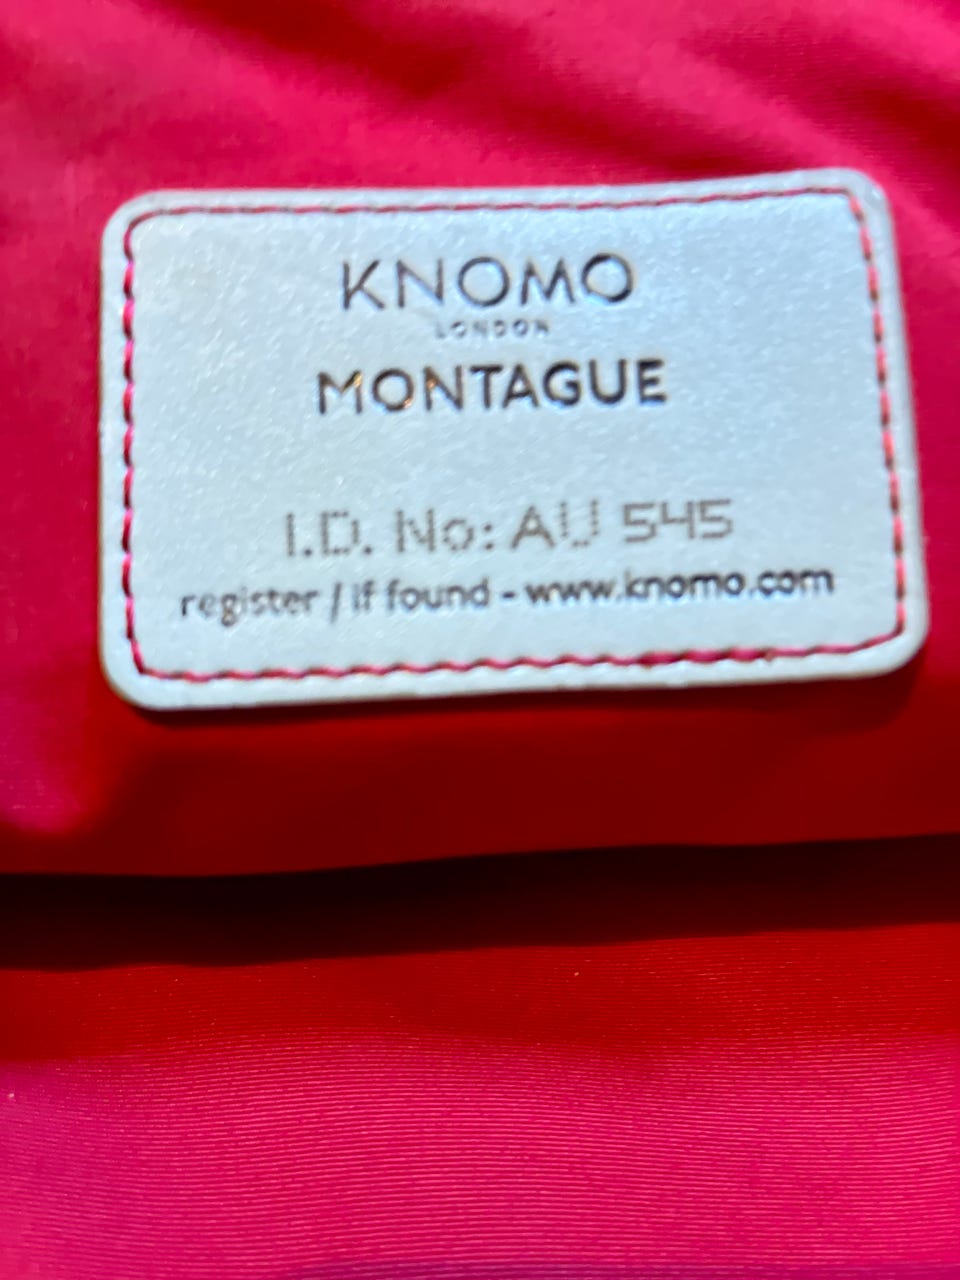 KNOMO
LONDON
MONTAGUE
I.D. No: AU 545
register / if found - www.knomo.com